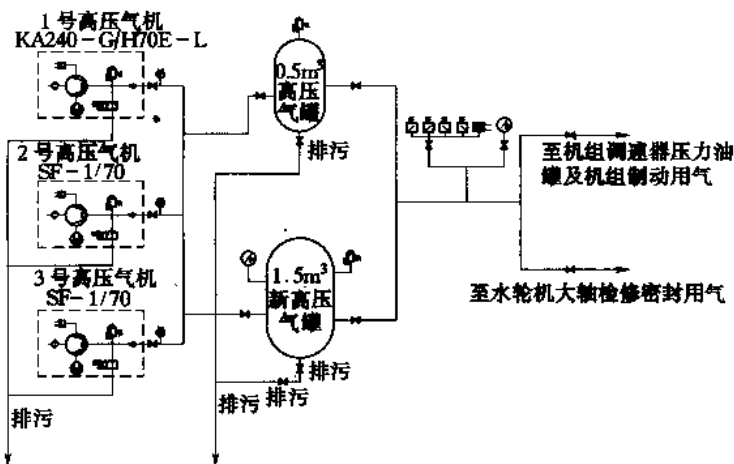 1号高压气机
KA240-G/H70E-L
2号高压气机
SF-1/70
3号高压气机
SF-1/70
排污
0.5m³
高压
气罐
排污
1.5m³
新高压
气罐
排污
排污
排污
至机组调速器压力油
罐及机组制动用气
至水轮机大轴检修密封用气